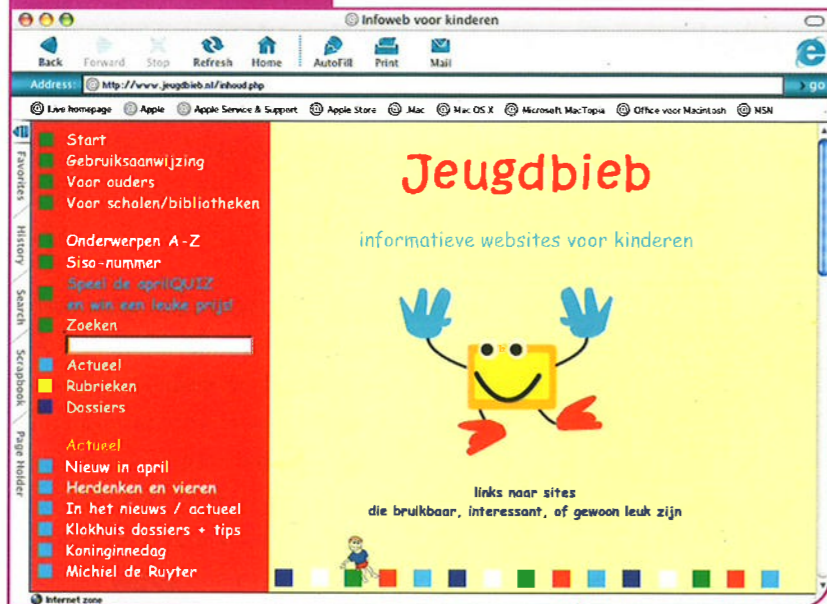 Infoweb voor kinderen
Back Forward Stop Refresh Home AutoFill Print Mail
Address: http://www.jeugdbieb.nl/inhoud.php go
Live homepage Apple Apple Service & Support Apple Store .Mac Mac OS X Microsoft MacTopia Office voor Macintosh MSN
Favorites
History
Search
Scrapbook
Page Holder
Start
Gebruiksaanwijzing
Voor ouders
Voor scholen/bibliotheken
Onderwerpen A-Z
Siso-nummer
Speel de aprilQUIZ
en win een leuke prijs!
Zoeken
Actueel
Rubrieken
Dossiers
Actueel
Nieuw in april
Herdenken en vieren
In het nieuws / actueel
Klokhuis dossiers + tips
Koninginnedag
Michiel de Ruyter
Jeugdbieb
informatieve websites voor kinderen
links naar sites
die bruikbaar, interessant, of gewoon leuk zijn
Internet zone